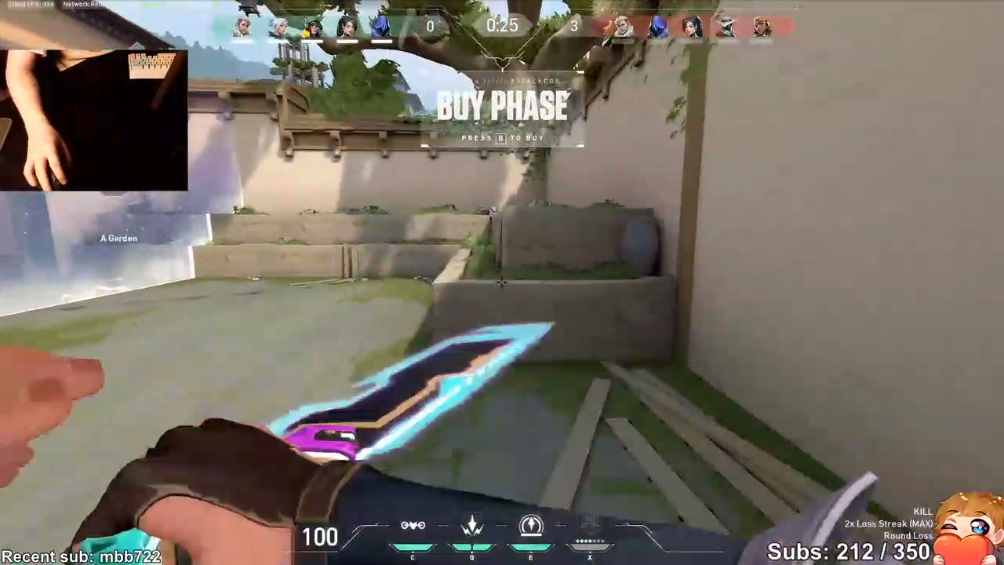 0
0:25
3
BUY PHASE
PRESS B TO BUY
A Garden
100
C
Q
E
X
KILL
2x Loss Streak (MAX)
Round Loss
Recent sub: mbb722
Subs: 212 / 350